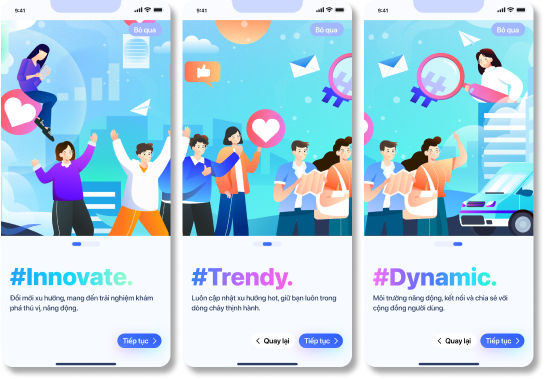 9:41
Bỏ qua
#Innovate.
Đổi mới xu hướng, mang đến trải nghiệm khám
phá thú vị, năng động.
Tiếp tục
9:41
Bỏ qua
#Trendy.
Luôn cập nhật xu hướng hot, giữ bạn luôn trong
dòng chảy thịnh hành.
Quay lại
Tiếp tục
9:41
Bỏ qua
#Dynamic.
Môi trường năng động, kết nối và chia sẻ với
cộng đồng người dùng.
Quay lại
Tiếp tục